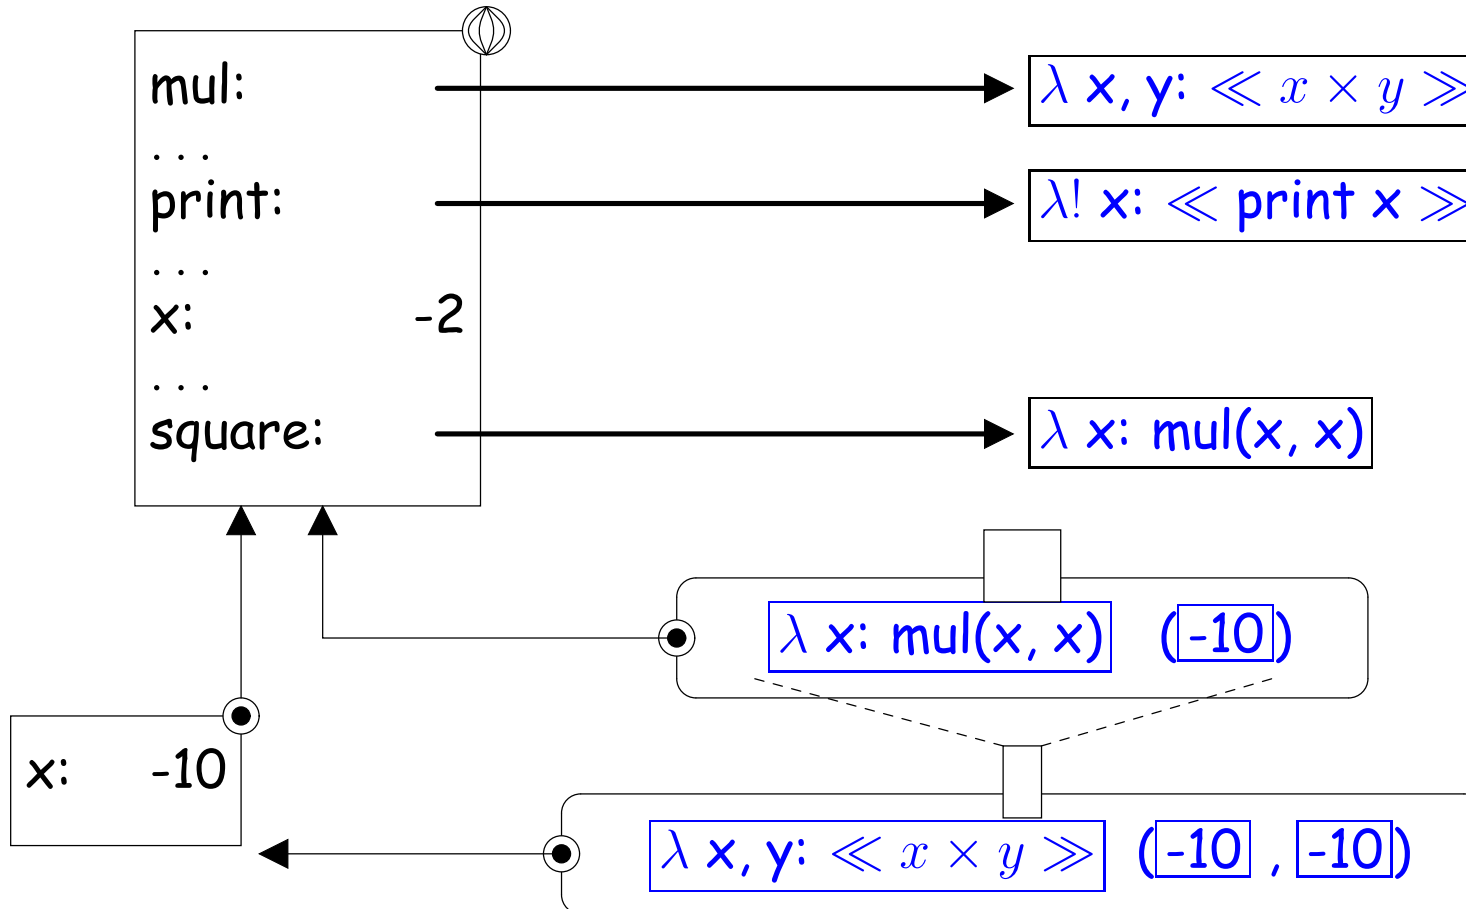 mul:
λ x, y: ≪ x × y ≫
. . .
print:
λ! x: ≪ print x ≫
. . .
x: -2
. . .
square:
λ x: mul(x, x)
λ x: mul(x, x) (-10)
x: -10
λ x, y: ≪ x × y ≫ (-10 , -10)